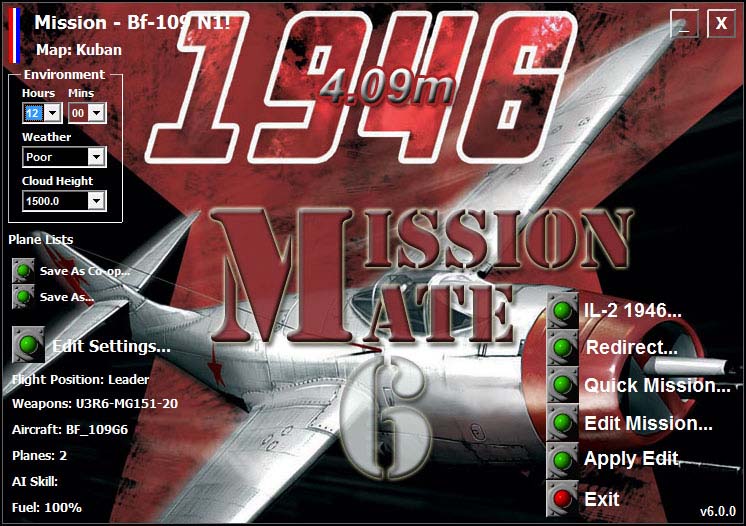 Mission - Bf-109 N1!
_ X
Map: Kuban
1946
4.09m
Environment
Hours Mins
12 00
Weather
Poor
Cloud Height
1500.0
Plane Lists
Save As Co-op...
Save As...
Edit Settings...
Flight Position: Leader
Weapons: U3R6-MG151-20
Aircraft: BF_109G6
Planes: 2
AI Skill:
Fuel: 100%
MISSION
MATE
6
IL-2 1946...
Redirect...
Quick Mission...
Edit Mission...
Apply Edit
Exit
v6.0.0